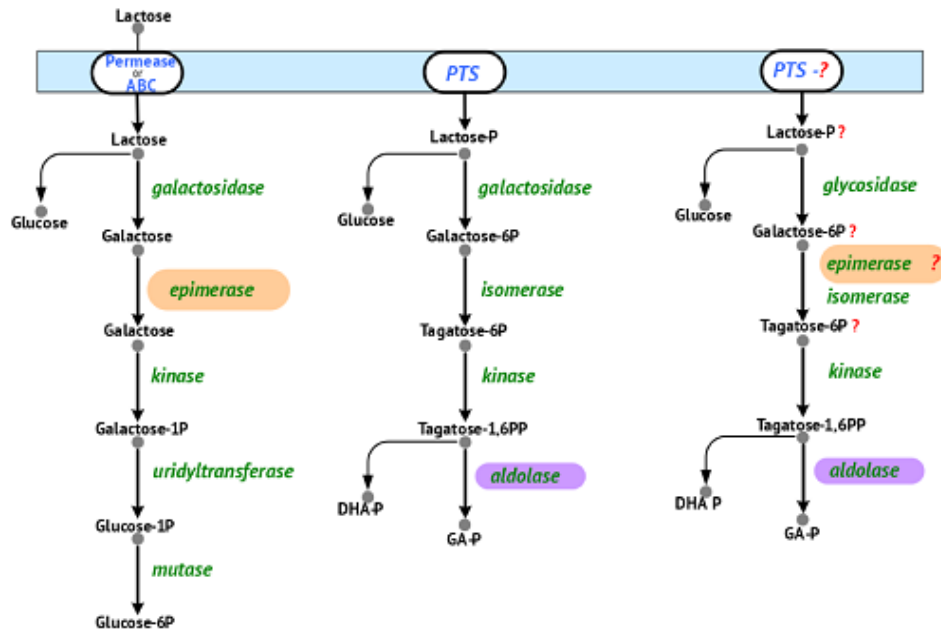 Lactose
Permease
or
ABC
PTS
PTS -?
Lactose
Lactose-P
Lactose-P ?
galactosidase
galactosidase
glycosidase
Glucose
Glucose
Glucose
Galactose
Galactose-6P
Galactose-6P ?
epimerase
isomerase
epimerase ?
isomerase
Galactose
Tagatose-6P
Tagatose-6P ?
kinase
kinase
kinase
Galactose-1P
Tagatose-1,6PP
Tagatose-1,6PP
uridyltransferase
aldolase
aldolase
DHA-P
DHA P
Glucose-1P
GA-P
GA-P
mutase
Glucose-6P